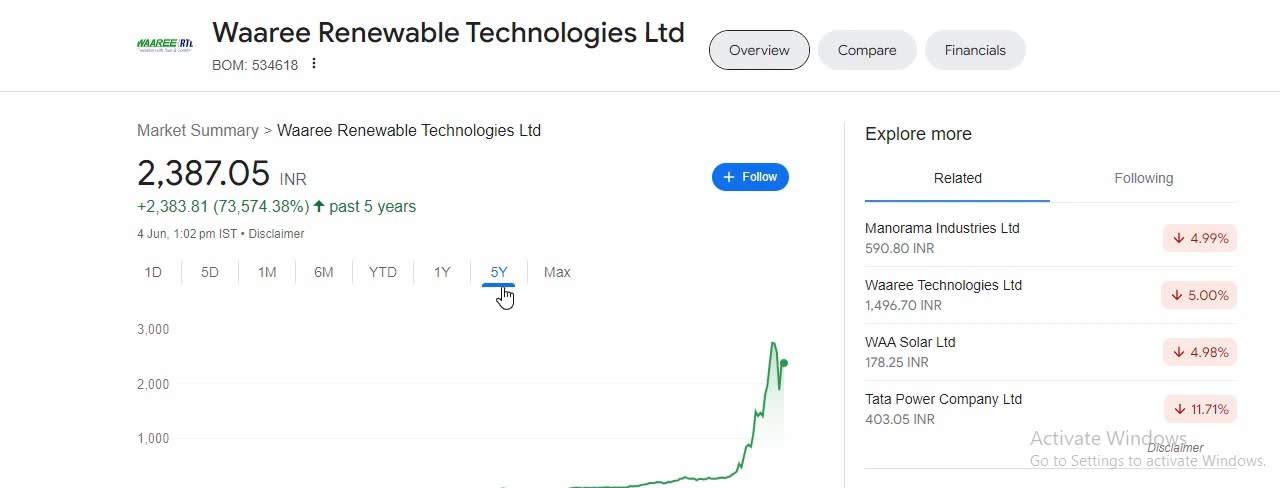 WAAREE RTL
Waaree Renewable Technologies Ltd
BOM: 534618
Overview
Compare
Financials
Market Summary > Waaree Renewable Technologies Ltd
2,387.05 INR
+ Follow
+2,383.81 (73,574.38%) ↑ past 5 years
4 Jun, 1:02 pm IST • Disclaimer
1D
5D
1M
6M
YTD
1Y
5Y
Max
3,000
2,000
1,000
Explore more
Related
Following
Manorama Industries Ltd
590.80 INR
↓ 4.99%
Waaree Technologies Ltd
1,496.70 INR
↓ 5.00%
WAA Solar Ltd
178.25 INR
↓ 4.98%
Tata Power Company Ltd
403.05 INR
↓ 11.71%
Disclaimer
Activate Windows
Go to Settings to activate Windows.